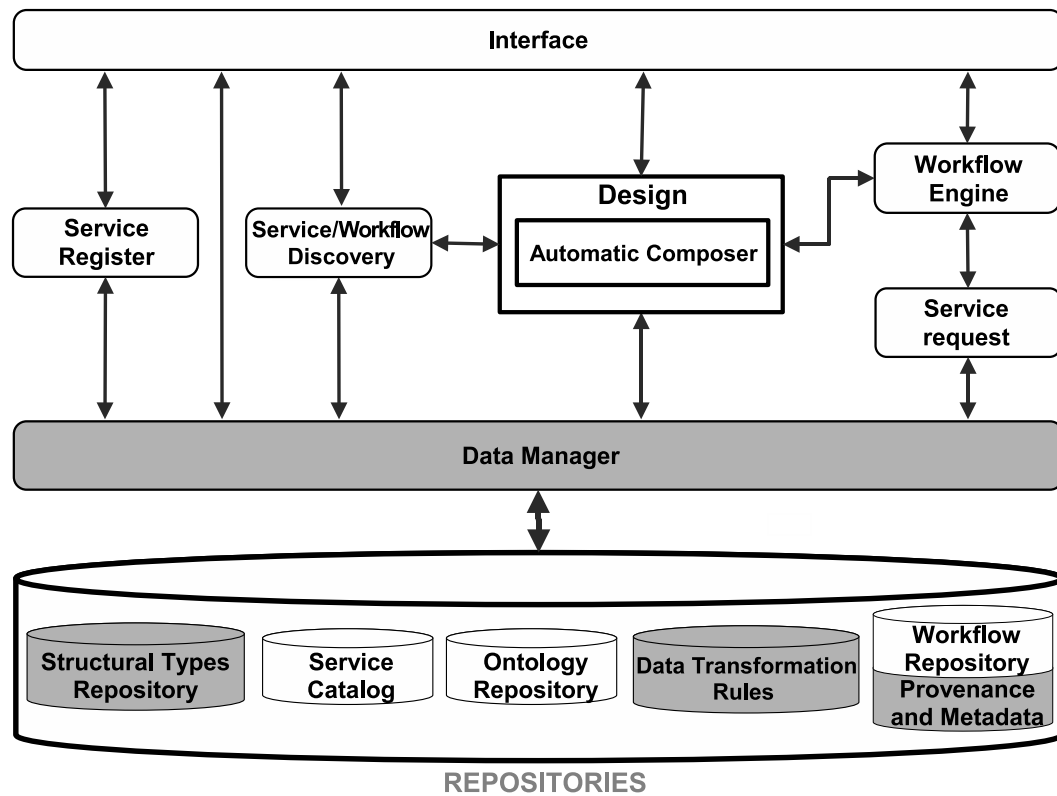 Interface
Service
Register
Service/Workflow
Discovery
Design
Automatic Composer
Workflow
Engine
Service
request
Data Manager
Structural Types
Repository
Service
Catalog
Ontology
Repository
Data Transformation
Rules
Workflow
Repository
Provenance
and Metadata
REPOSITORIES